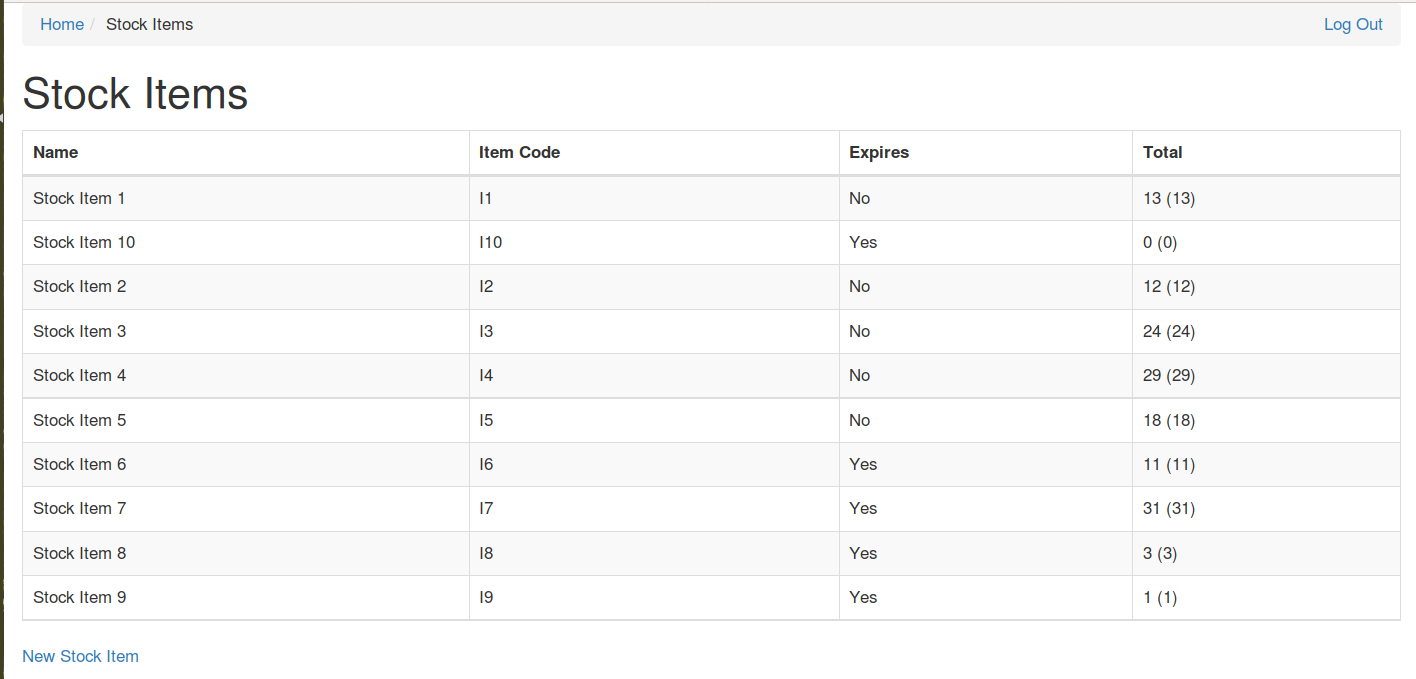 Home / Stock Items Log Out
Stock Items
Name Item Code Expires Total
Stock Item 1 I1 No 13 (13)
Stock Item 10 I10 Yes 0 (0)
Stock Item 2 I2 No 12 (12)
Stock Item 3 I3 No 24 (24)
Stock Item 4 I4 No 29 (29)
Stock Item 5 I5 No 18 (18)
Stock Item 6 I6 Yes 11 (11)
Stock Item 7 I7 Yes 31 (31)
Stock Item 8 I8 Yes 3 (3)
Stock Item 9 I9 Yes 1 (1)
New Stock Item